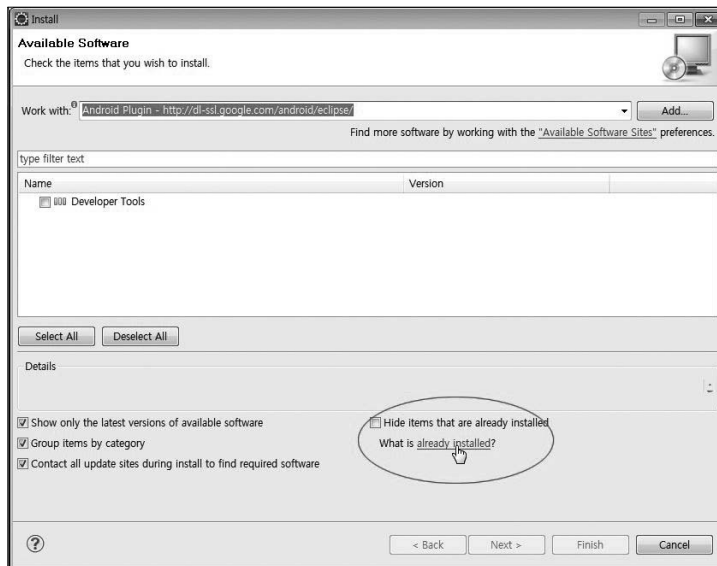 Install
Available Software
Check the items that you wish to install.
Work with: Android Plugin - http://dl-ssl.google.com/android/eclipse/ Add...
Find more software by working with the "Available Software Sites" preferences.
type filter text
Name Version
Developer Tools
Select All Deselect All
Details
Show only the latest versions of available software Hide items that are already installed
Group items by category What is already installed?
Contact all update sites during install to find required software
? < Back Next > Finish Cancel